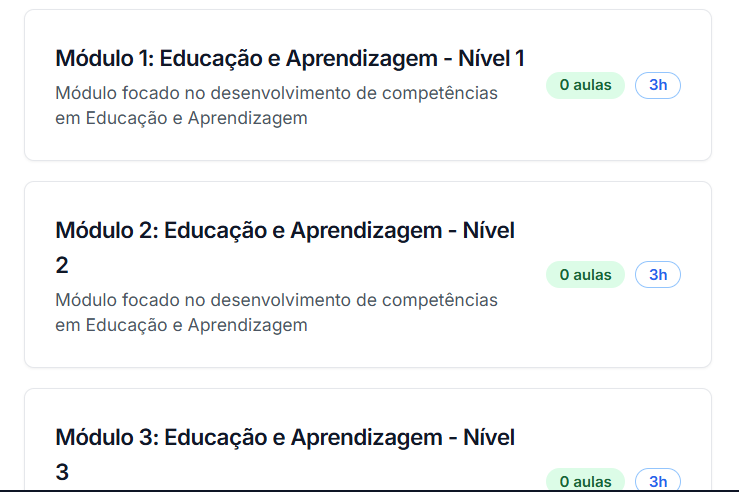 Módulo 1: Educação e Aprendizagem - Nível 1
Módulo focado no desenvolvimento de competências
em Educação e Aprendizagem
0 aulas
3h
Módulo 2: Educação e Aprendizagem - Nível
2
Módulo focado no desenvolvimento de competências
em Educação e Aprendizagem
0 aulas
3h
Módulo 3: Educação e Aprendizagem - Nível
3
0 aulas
3h